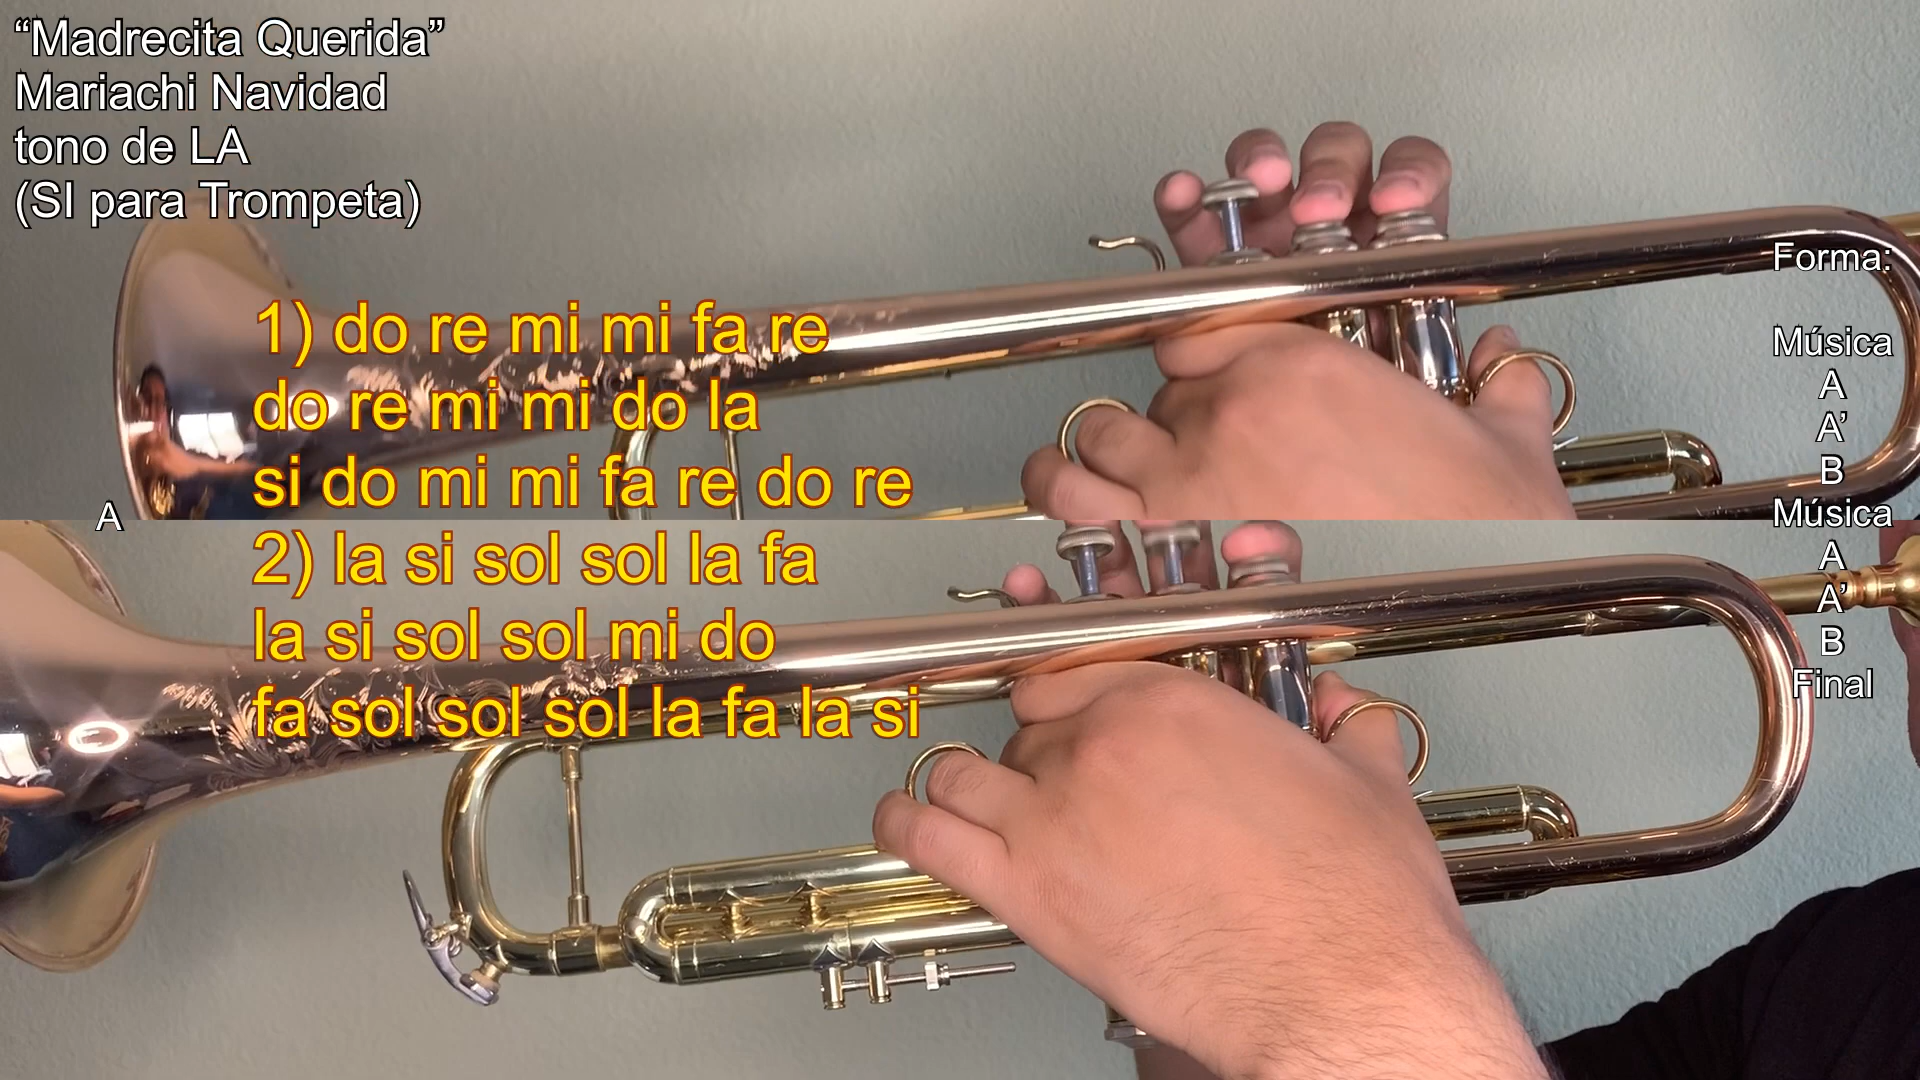 “Madrecita Querida”
Mariachi Navidad
tono de LA
(SI para Trompeta)
1) do re mi mi fa re
do re mi mi do la
si do mi mi fa re do re
A
2) la si sol sol la fa
la si sol sol mi do
fa sol sol sol la fa la si
Forma:
Música
A
A’
B
Música
A
A’
B
Final